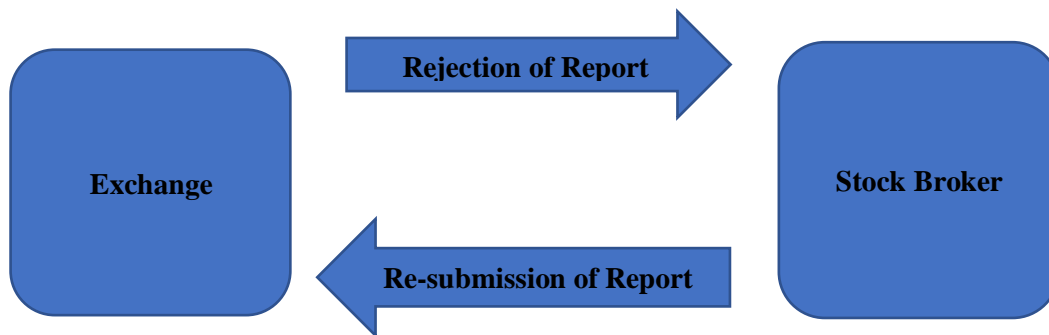 Rejection of Report
Exchange
Stock Broker
Re-submission of Report